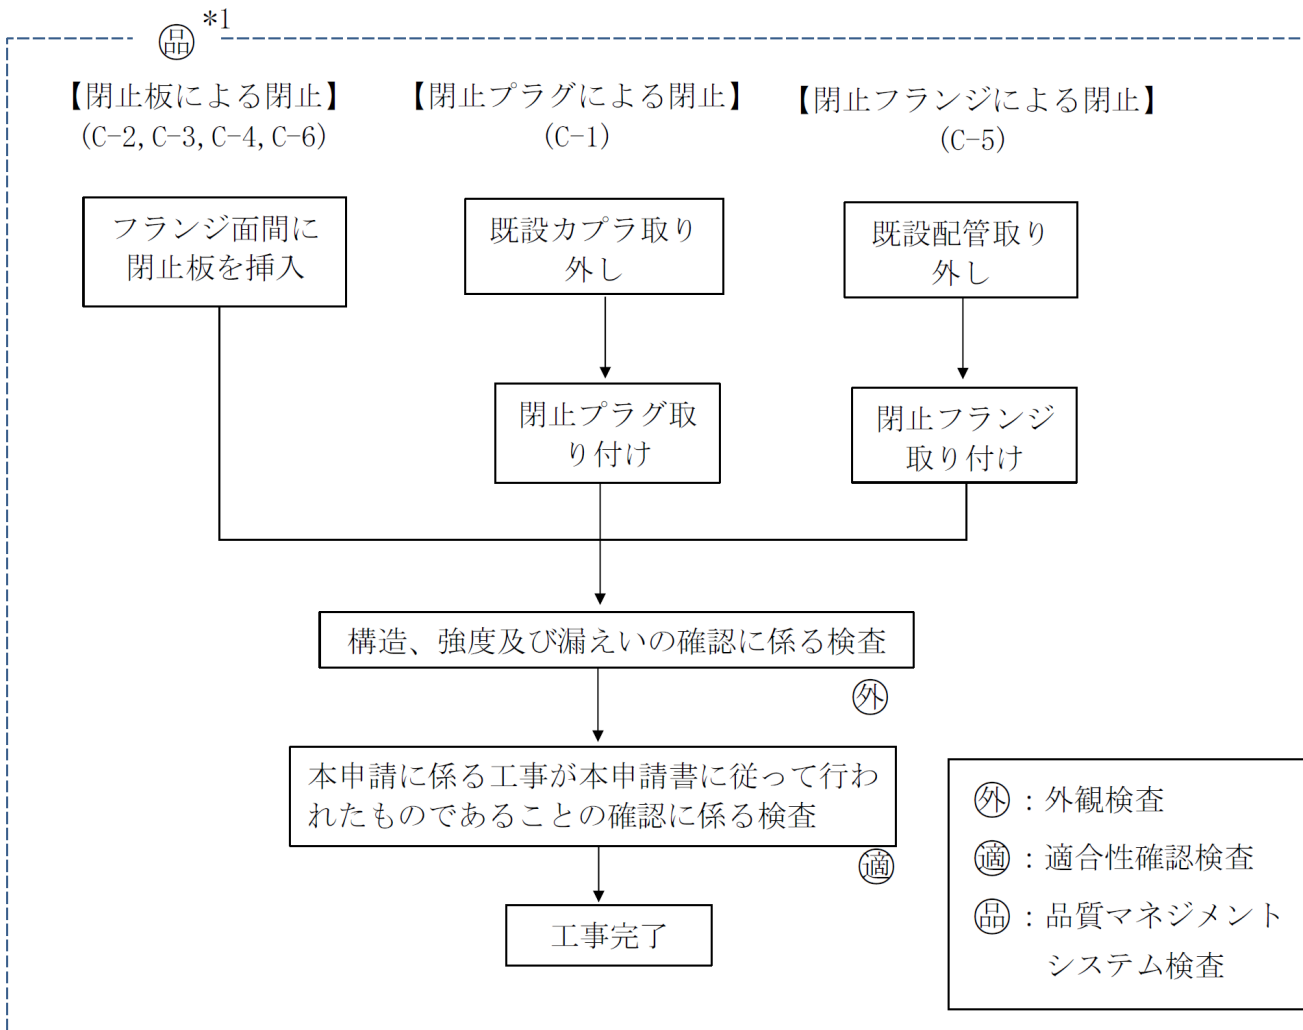 ㊮ *1
【閉止板による閉止】
(C-2, C-3, C-4, C-6)
【閉止プラグによる閉止】
(C-1)
【閉止フランジによる閉止】
(C-5)
フランジ面間に
閉止板を挿入
既設カプラ取り
外し
既設配管取り
外し
閉止プラグ取
り付け
閉止フランジ
取り付け
構造、強度及び漏えいの確認に係る検査
外
本申請に係る工事が本申請書に従って行わ
れたものであることの確認に係る検査
適
工事完了
外：外観検査
適：適合性確認検査
品：品質マネジメント
システム検査